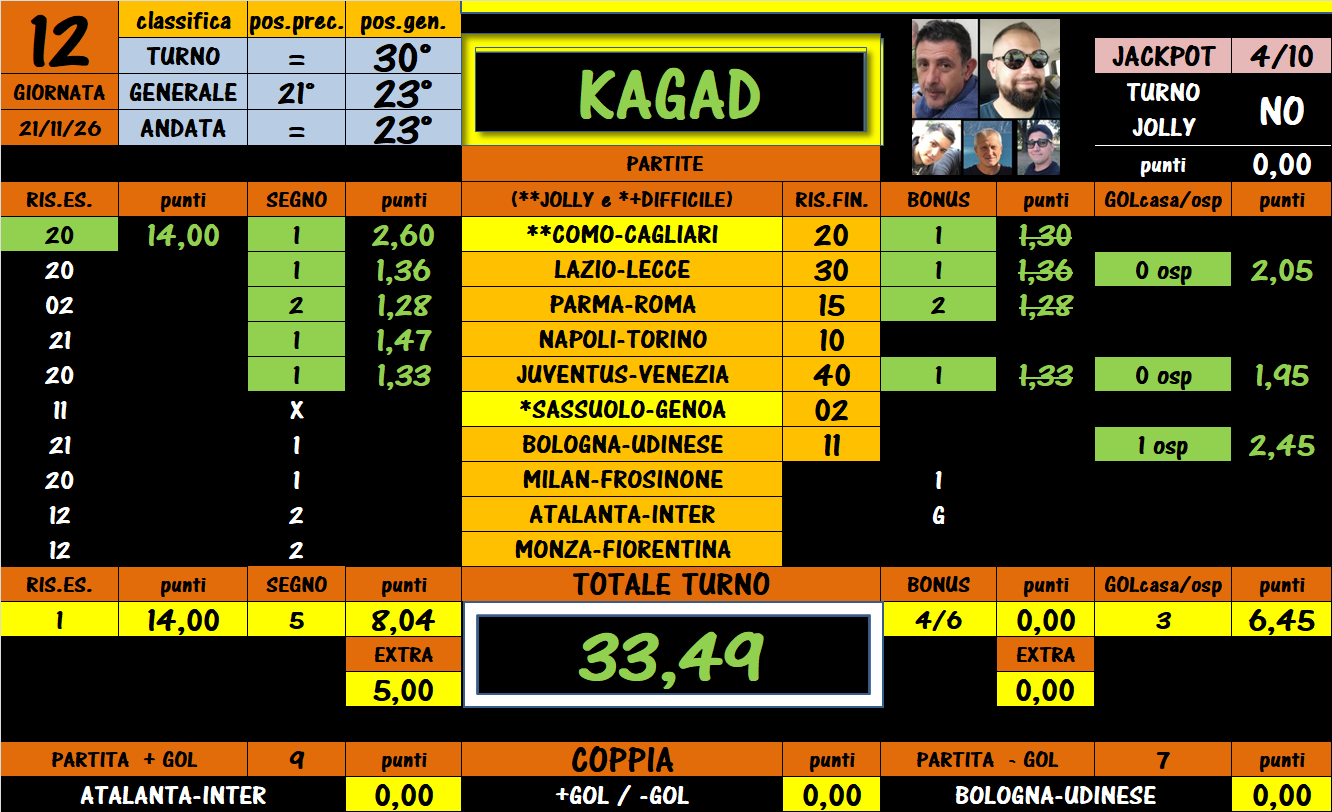 12 classifica pos.prec. pos.gen.
TURNO = 30°
GIORNATA GENERALE 21° 23°
21/11/26 ANDATA = 23°
KAGAD
JACKPOT 4/10
TURNO JOLLY NO
punti 0,00
PARTITE
RIS.ES. punti SEGNO punti (**JOLLY e *+DIFFICILE) RIS.FIN. BONUS punti GOLcasa/osp punti
20 14,00 1 2,60 **COMO-CAGLIARI 20 1 1,30
20 1 1,36 LAZIO-LECCE 30 1 1,36 0 osp 2,05
02 2 1,28 PARMA-ROMA 15 2 1,28
21 1 1,47 NAPOLI-TORINO 10
20 1 1,33 JUVENTUS-VENEZIA 40 1 1,33 0 osp 1,95
11 X *SASSUOLO-GENOA 02
21 1 BOLOGNA-UDINESE 11 1 osp 2,45
20 1 MILAN-FROSINONE 1
12 2 ATALANTA-INTER G
12 2 MONZA-FIORENTINA
RIS.ES. punti SEGNO punti TOTALE TURNO BONUS punti GOLcasa/osp punti
1 14,00 5 8,04 33,49 4/6 0,00 3 6,45
EXTRA EXTRA
5,00 0,00
PARTITA + GOL 9 punti COPPIA punti PARTITA - GOL 7 punti
ATALANTA-INTER 0,00 +GOL / -GOL 0,00 BOLOGNA-UDINESE 0,00